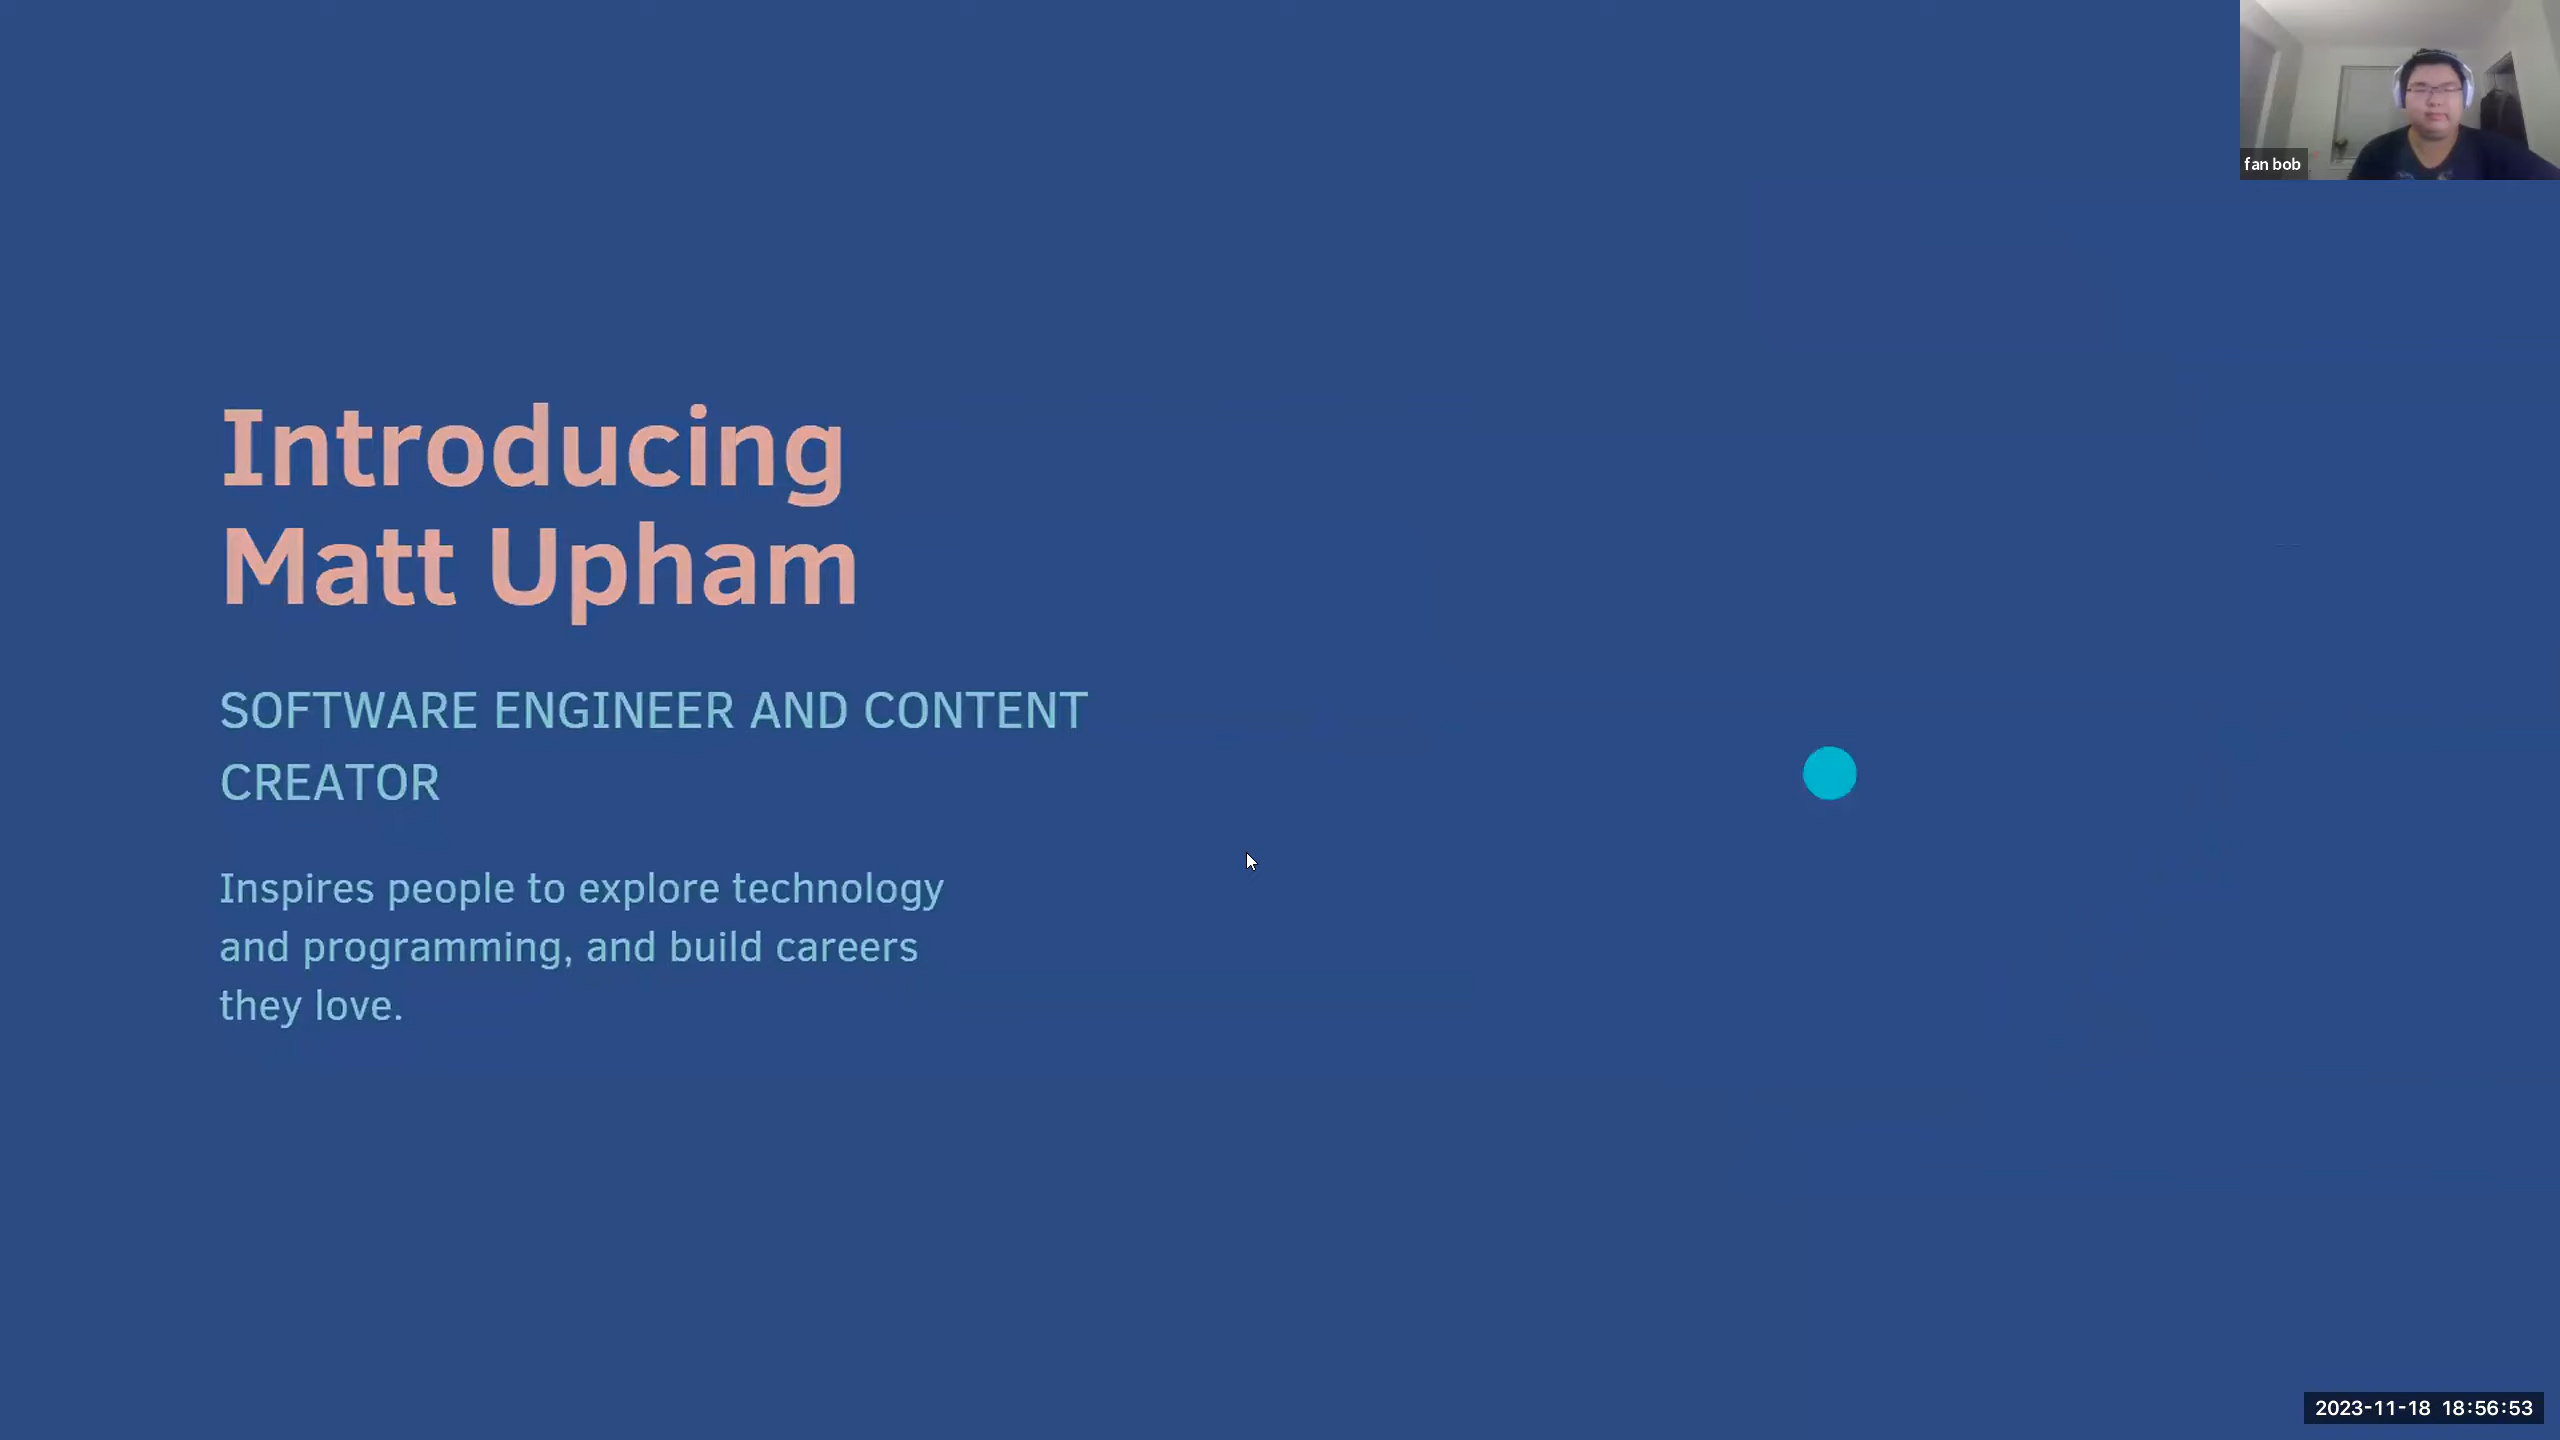 fan bob
Introducing
Matt Upham
SOFTWARE ENGINEER AND CONTENT
CREATOR
Inspires people to explore technology
and programming, and build careers
they love.
2023-11-18 18:56:53